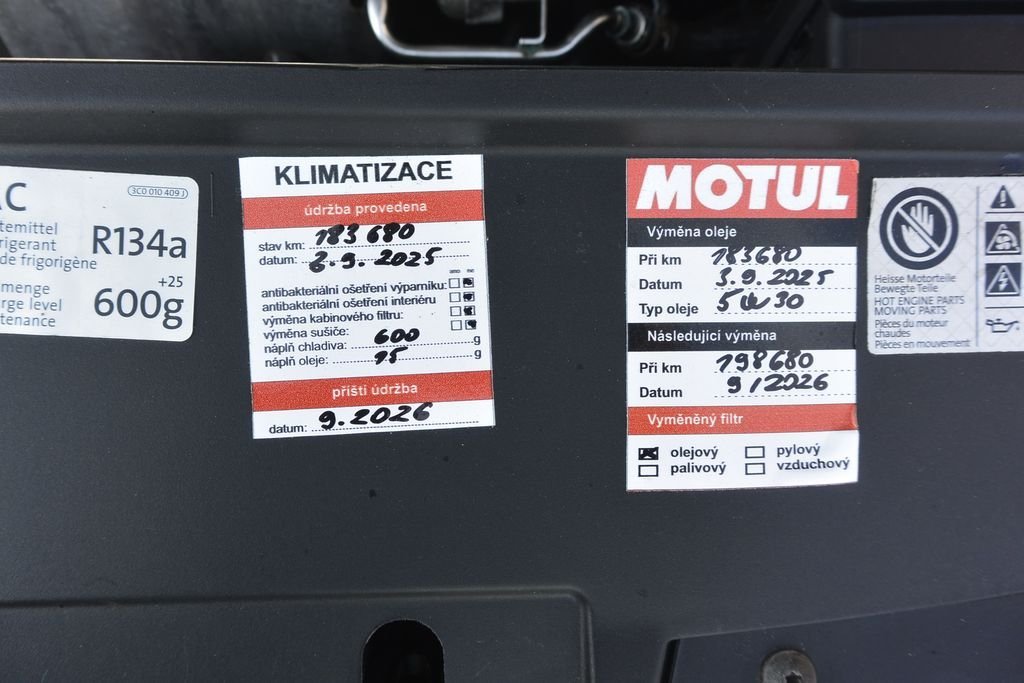 AC
3C0 010 409 J
temittel
rigerant
de frigorigène
R134a
menge
rge level
tenance
+25
600g
KLIMATIZACE
údržba provedena
stav km: 183 680
datum: 3.9.2025
ano ne
antibakteriální ošetření výparníku:
antibakteriální ošetření interiéru
výměna kabinového filtru:
výměna sušiče:
náplň chladiva: 600 g
náplň oleje: 15 g
příští údržba
datum: 9.2026
MOTUL
Výměna oleje
Při km 183680
Datum 3.9.2025
Typ oleje 5W30
Následující výměna
Při km 198680
Datum 9/2026
Vyměněný filtr
olejový
pylový
palivový
vzduchový
Heisse Motorteile
Bewegte Teile
HOT ENGINE PARTS
MOVING PARTS
Pièces du moteur
chaudes
Pièces en mouvement